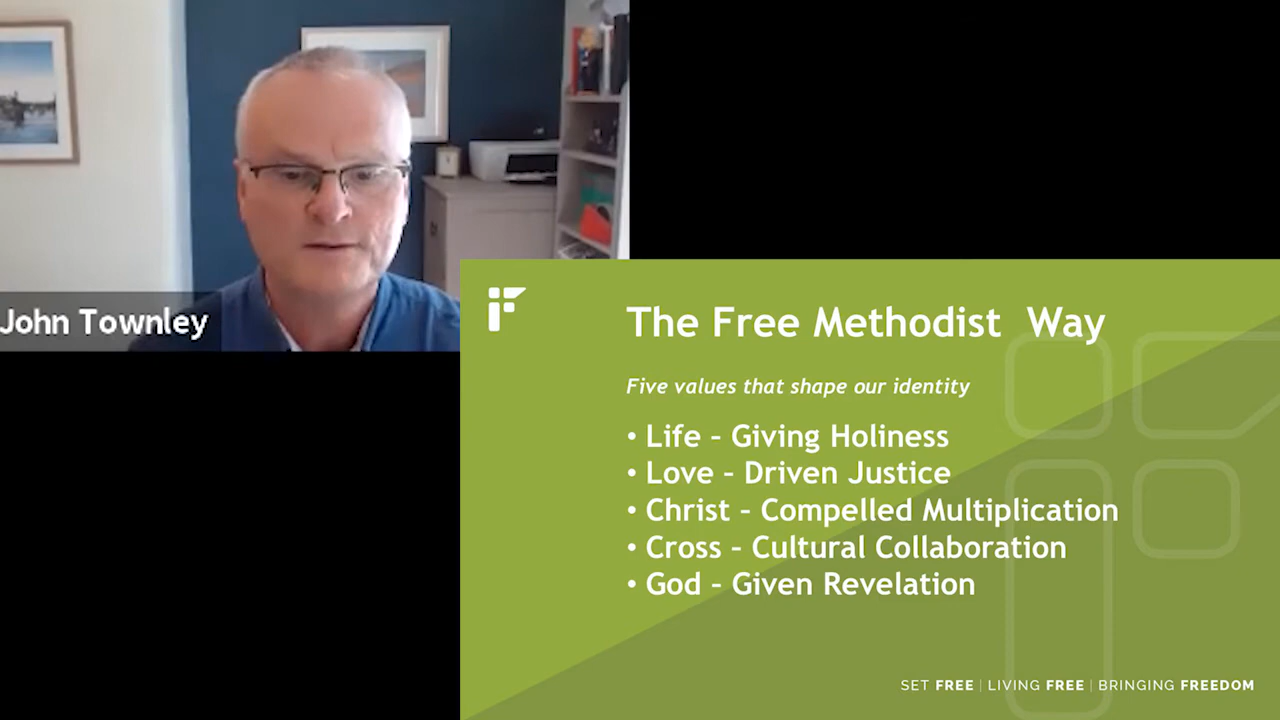 John Townley
The Free Methodist Way
Five values that shape our identity
• Life – Giving Holiness
• Love – Driven Justice
• Christ – Compelled Multiplication
• Cross – Cultural Collaboration
• God – Given Revelation
SET FREE | LIVING FREE | BRINGING FREEDOM